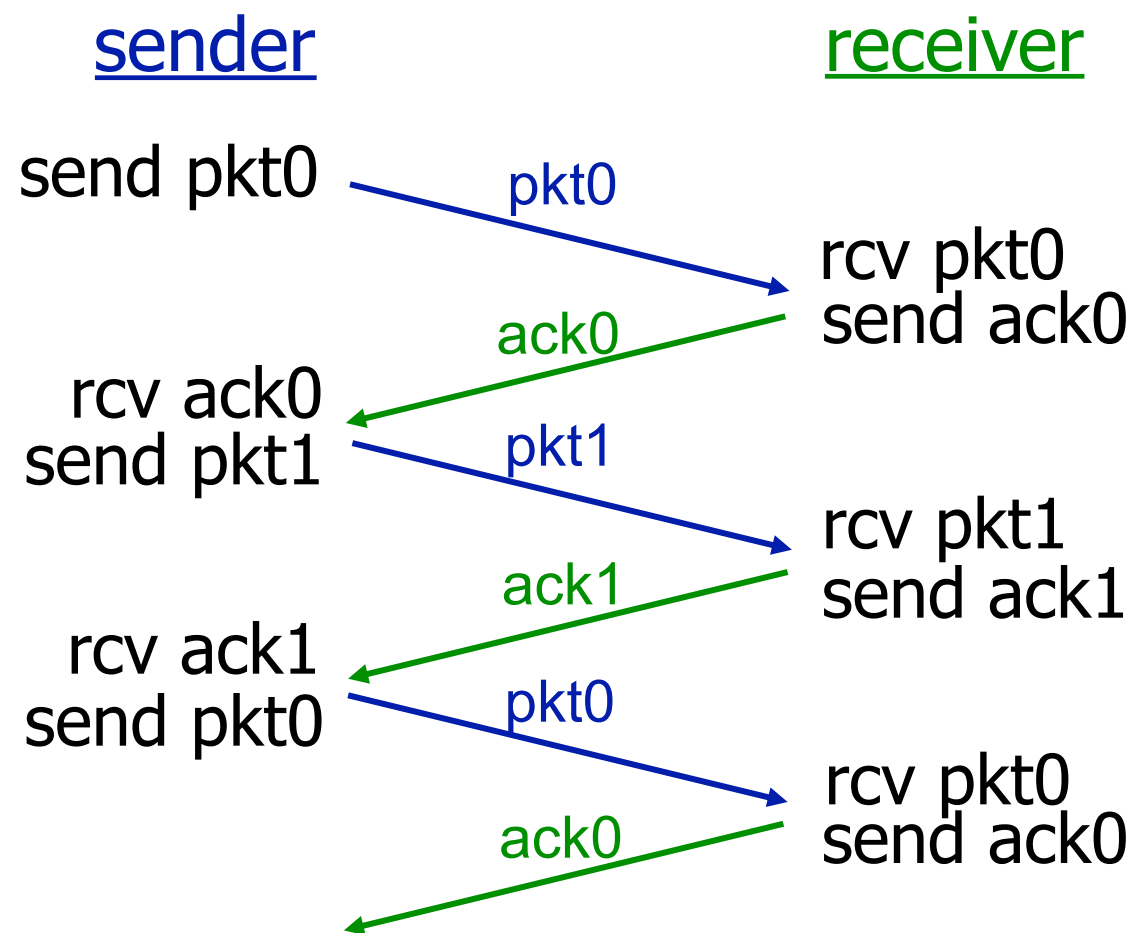 sender
receiver
send pkt0
pkt0
rcv pkt0
send ack0
ack0
rcv ack0
send pkt1
pkt1
rcv pkt1
send ack1
ack1
rcv ack1
send pkt0
pkt0
rcv pkt0
send ack0
ack0